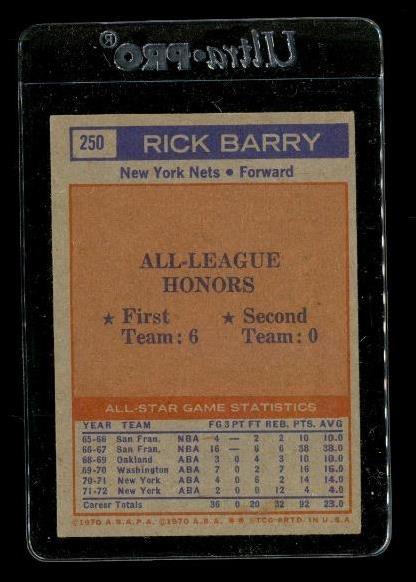 Ultra·PRO®
250 RICK BARRY
New York Nets • Forward
ALL-LEAGUE
HONORS
★ First ★ Second
Team: 6 Team: 0
ALL-STAR GAME STATISTICS
YEAR TEAM FG 3PT FT REB. PTS. AVG
65-66 San Fran. NBA 4 — 2 2 10 10.0
66-67 San Fran. NBA 16 — 6 6 38 38.0
68-69 Oakland ABA 3 0 4 3 10 10.0
69-70 Washington ABA 7 0 2 7 16 16.0
70-71 New York ABA 4 0 6 2 14 14.0
71-72 New York ABA 2 0 0 12 4 4.0
Career Totals 36 0 20 32 92 23.0
©1970 A.B.A.P.A. ©1970 A.B.A. ✱✱ ©T.C.G. PRTD. IN U.S.A.